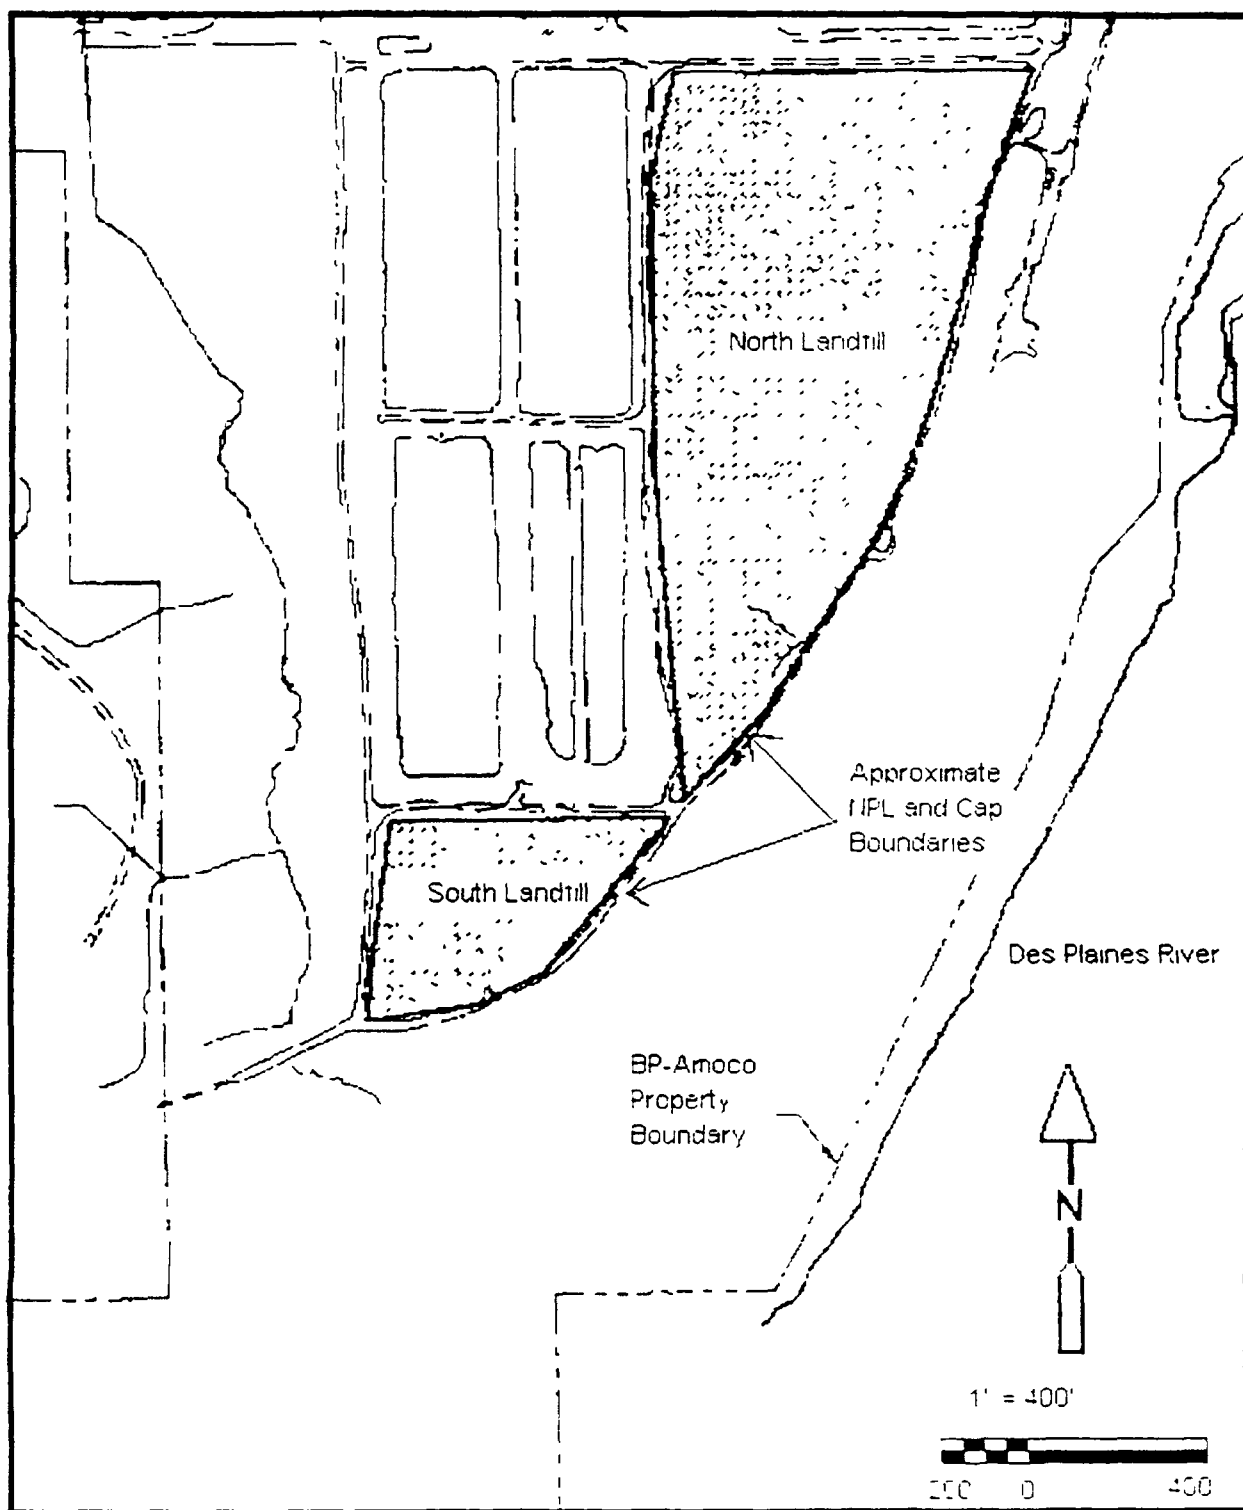 North Landfill
Approximate
NPL and Cap
Boundaries
South Landfill
Des Plaines River
BP-Amoco
Property
Boundary
N
1" = 400'
200 0 400